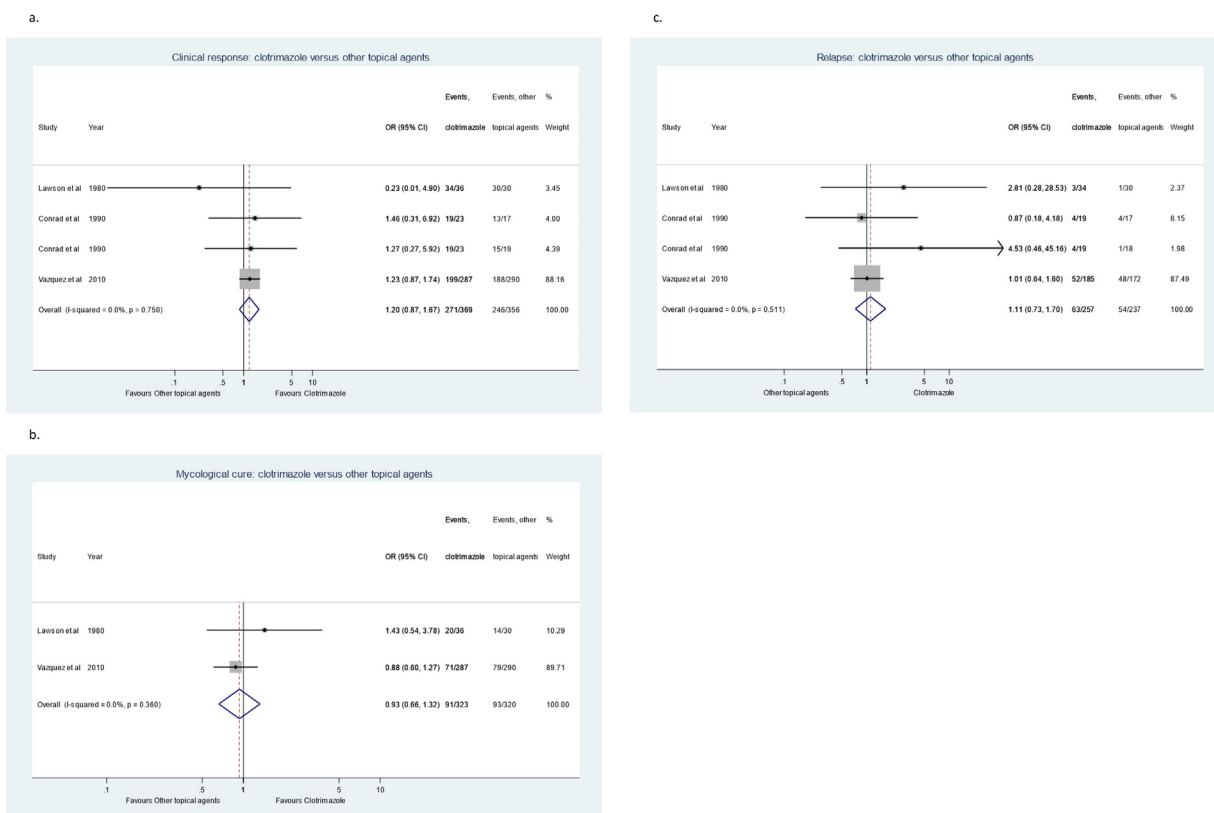 a.
Clinical response: clotrimazole versus other topical agents
Events, Events, other %
Study Year OR (95% CI) clotrimazole topical agents Weight
Lawson et al 1980 0.23 (0.01, 4.90) 34/36 30/30 3.45
Conrad et al 1990 1.46 (0.31, 6.92) 19/23 13/17 4.00
Conrad et al 1990 1.27 (0.27, 5.92) 19/23 15/19 4.39
Vazquez et al 2010 1.23 (0.87, 1.74) 199/287 188/290 88.16
Overall (I-squared = 0.0%, p = 0.750) 1.20 (0.87, 1.67) 271/369 246/356 100.00
.1 .5 1 5 10
Favours Other topical agents Favours Clotrimazole
b.
Mycological cure: clotrimazole versus other topical agents
Events, Events, other %
Study Year OR (95% CI) clotrimazole topical agents Weight
Lawson et al 1980 1.43 (0.54, 3.78) 20/36 14/30 10.29
Vazquez et al 2010 0.88 (0.60, 1.27) 71/287 79/290 89.71
Overall (I-squared = 0.0%, p = 0.360) 0.93 (0.66, 1.32) 91/323 93/320 100.00
.1 .5 1 5 10
Favours Other topical agents Favours Clotrimazole
c.
Relapse: clotrimazole versus other topical agents
Events, Events, other %
Study Year OR (95% CI) clotrimazole topical agents Weight
Lawson et al 1980 2.81 (0.28, 28.53) 3/34 1/30 2.37
Conrad et al 1990 0.87 (0.18, 4.18) 4/19 4/17 8.15
Conrad et al 1990 4.53 (0.46, 45.16) 4/19 1/18 1.98
Vazquez et al 2010 1.01 (0.64, 1.60) 52/185 48/172 87.49
Overall (I-squared = 0.0%, p = 0.511) 1.11 (0.73, 1.70) 63/257 54/237 100.00
.1 .5 1 5 10
Other topical agents Clotrimazole